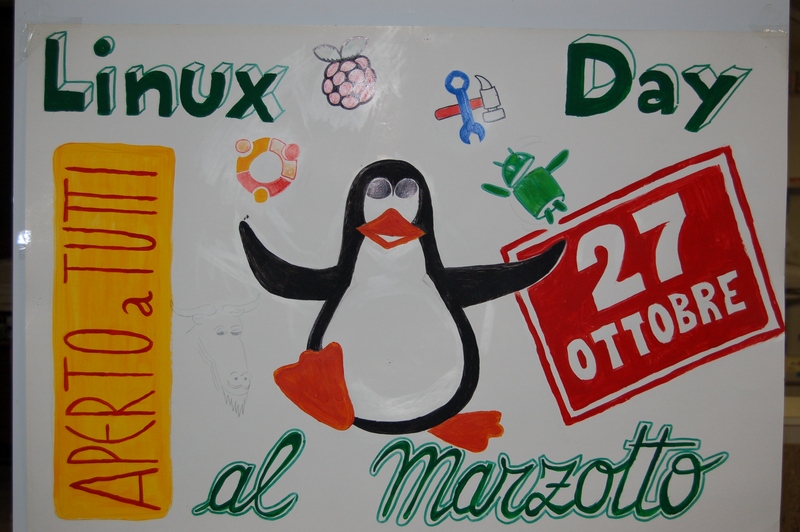 Linux Day
APERTO a TUTTI
27
OTTOBRE
al marzotto